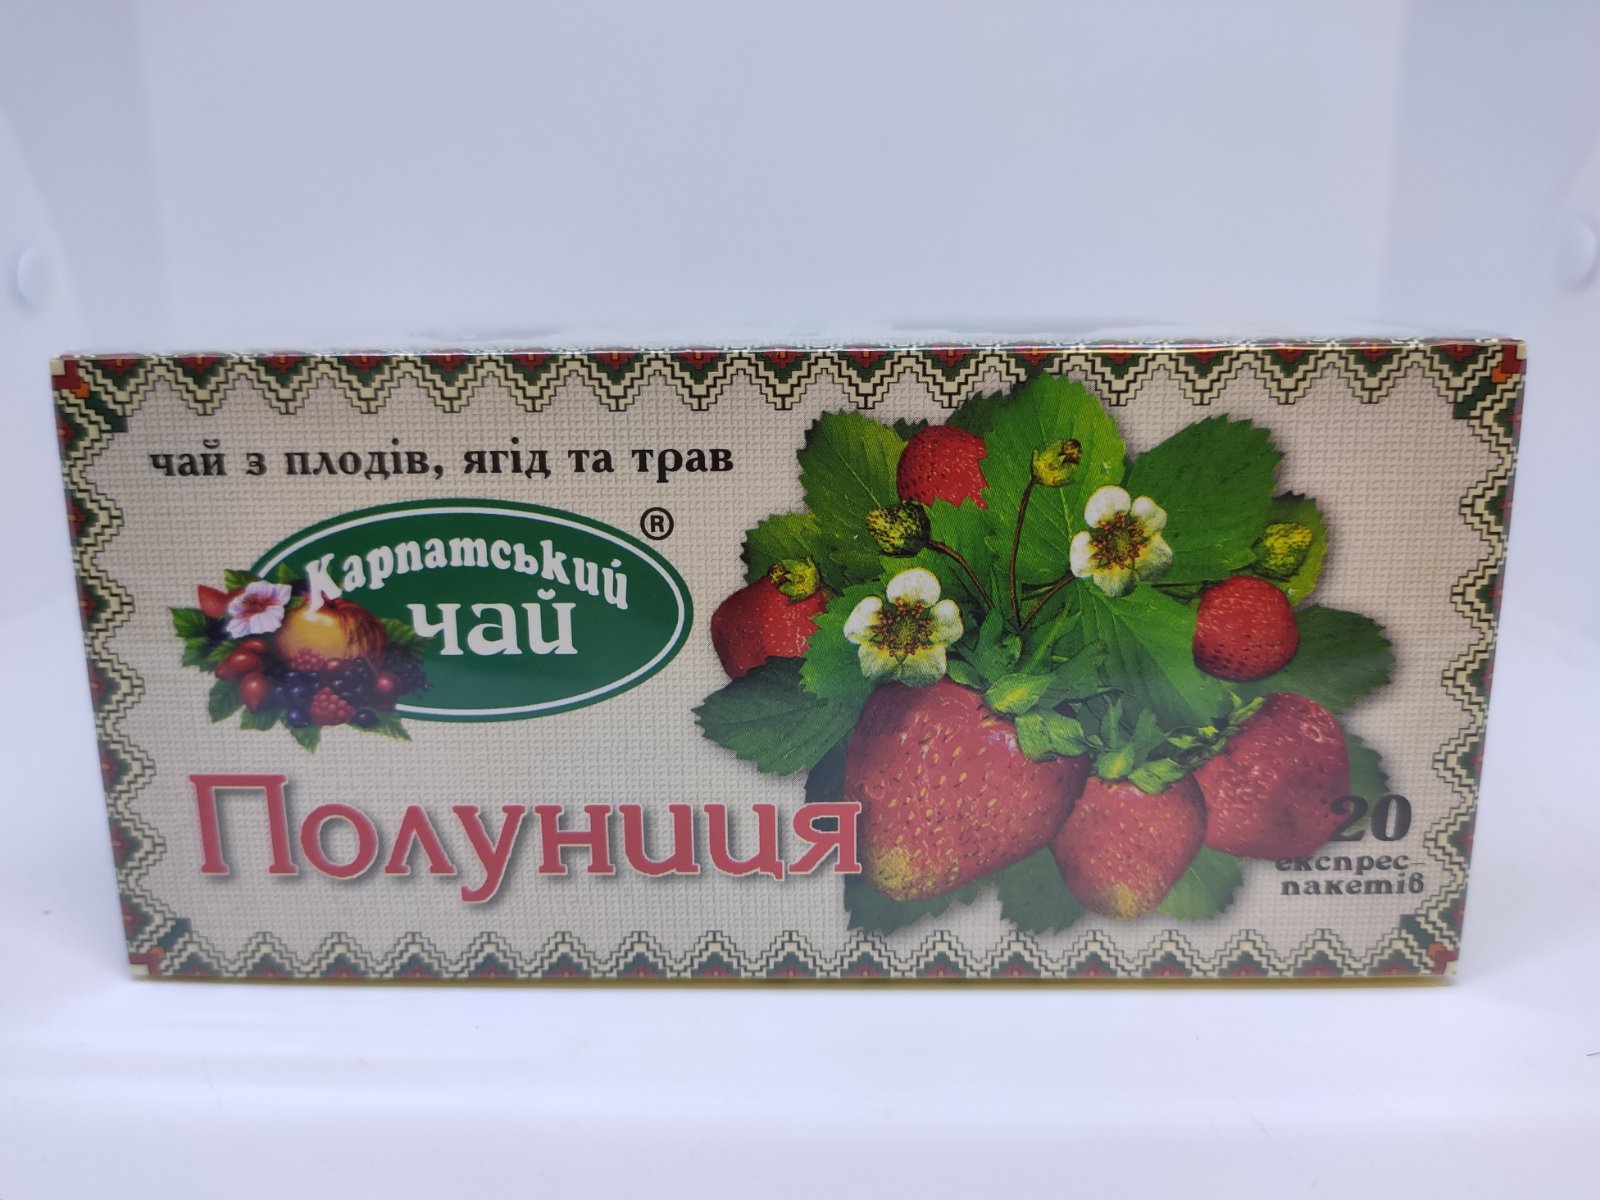 чай з плодів, ягід та трав
®
Карпатський
чай
Полуниця
20
експрес-
пакетів